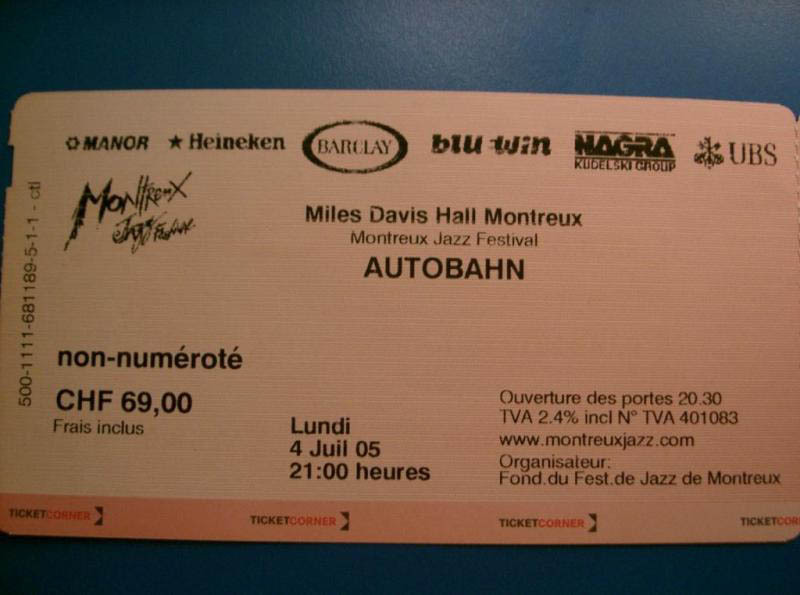 MANOR Heineken BARCLAY blu win NAGRA KUDELSKI GROUP UBS
MONTREUX JAZZ FESTIVAL
Miles Davis Hall Montreux
Montreux Jazz Festival
AUTOBAHN
500-1111-681189-5-1-1 - ctl
non-numéroté
CHF 69,00
Frais inclus
Lundi
4 Juil 05
21:00 heures
Ouverture des portes 20.30
TVA 2.4% incl N° TVA 401083
www.montreuxjazz.com
Organisateur:
Fond.du Fest.de Jazz de Montreux
TICKETCORNER TICKETCORNER TICKETCORNER TICKETCOR